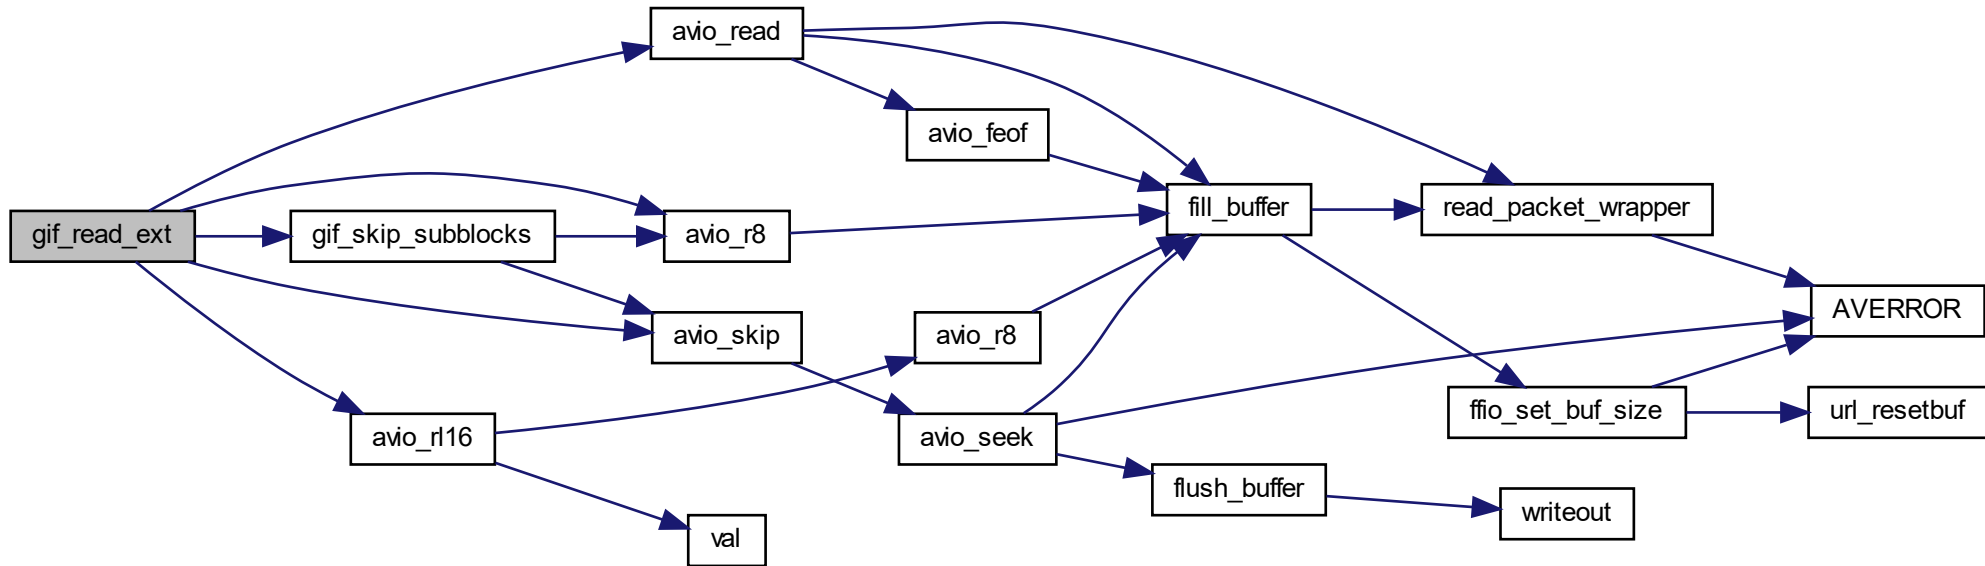 avio_read
avio_feof
fill_buffer
read_packet_wrapper
gif_read_ext
gif_skip_subblocks
avio_r8
avio_skip
avio_r8
AVERROR
avio_rl16
avio_seek
ffio_set_buf_size
url_resetbuf
flush_buffer
writeout
val